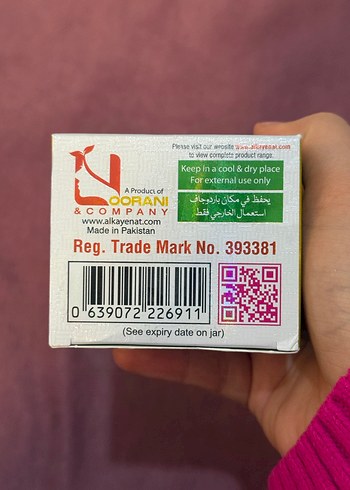 Please visit our website www.alkayenat.com
to view complete product range.
Keep in a cool & dry place
For external use only
يحفظ في مكان باردوجاف
استعمال الخارجي فقط
A Product of
NOORANI
& COMPANY
www.alkayenat.com
Made in Pakistan
Reg. Trade Mark No. 393381
0 639072 226911
(See expiry date on jar)